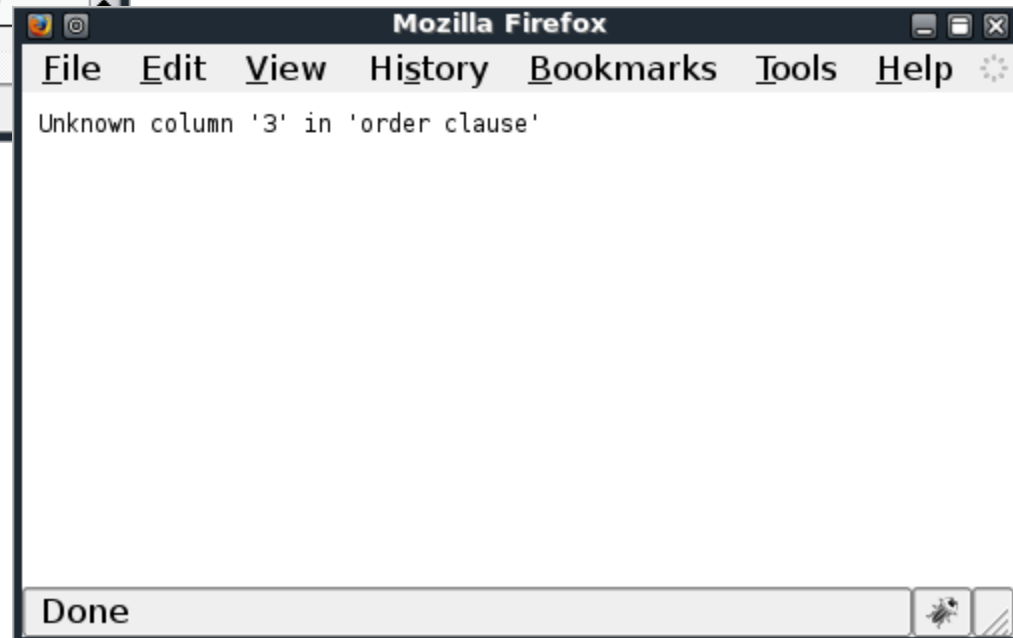 Mozilla Firefox
File Edit View History Bookmarks Tools Help
Unknown column '3' in 'order clause'
Done